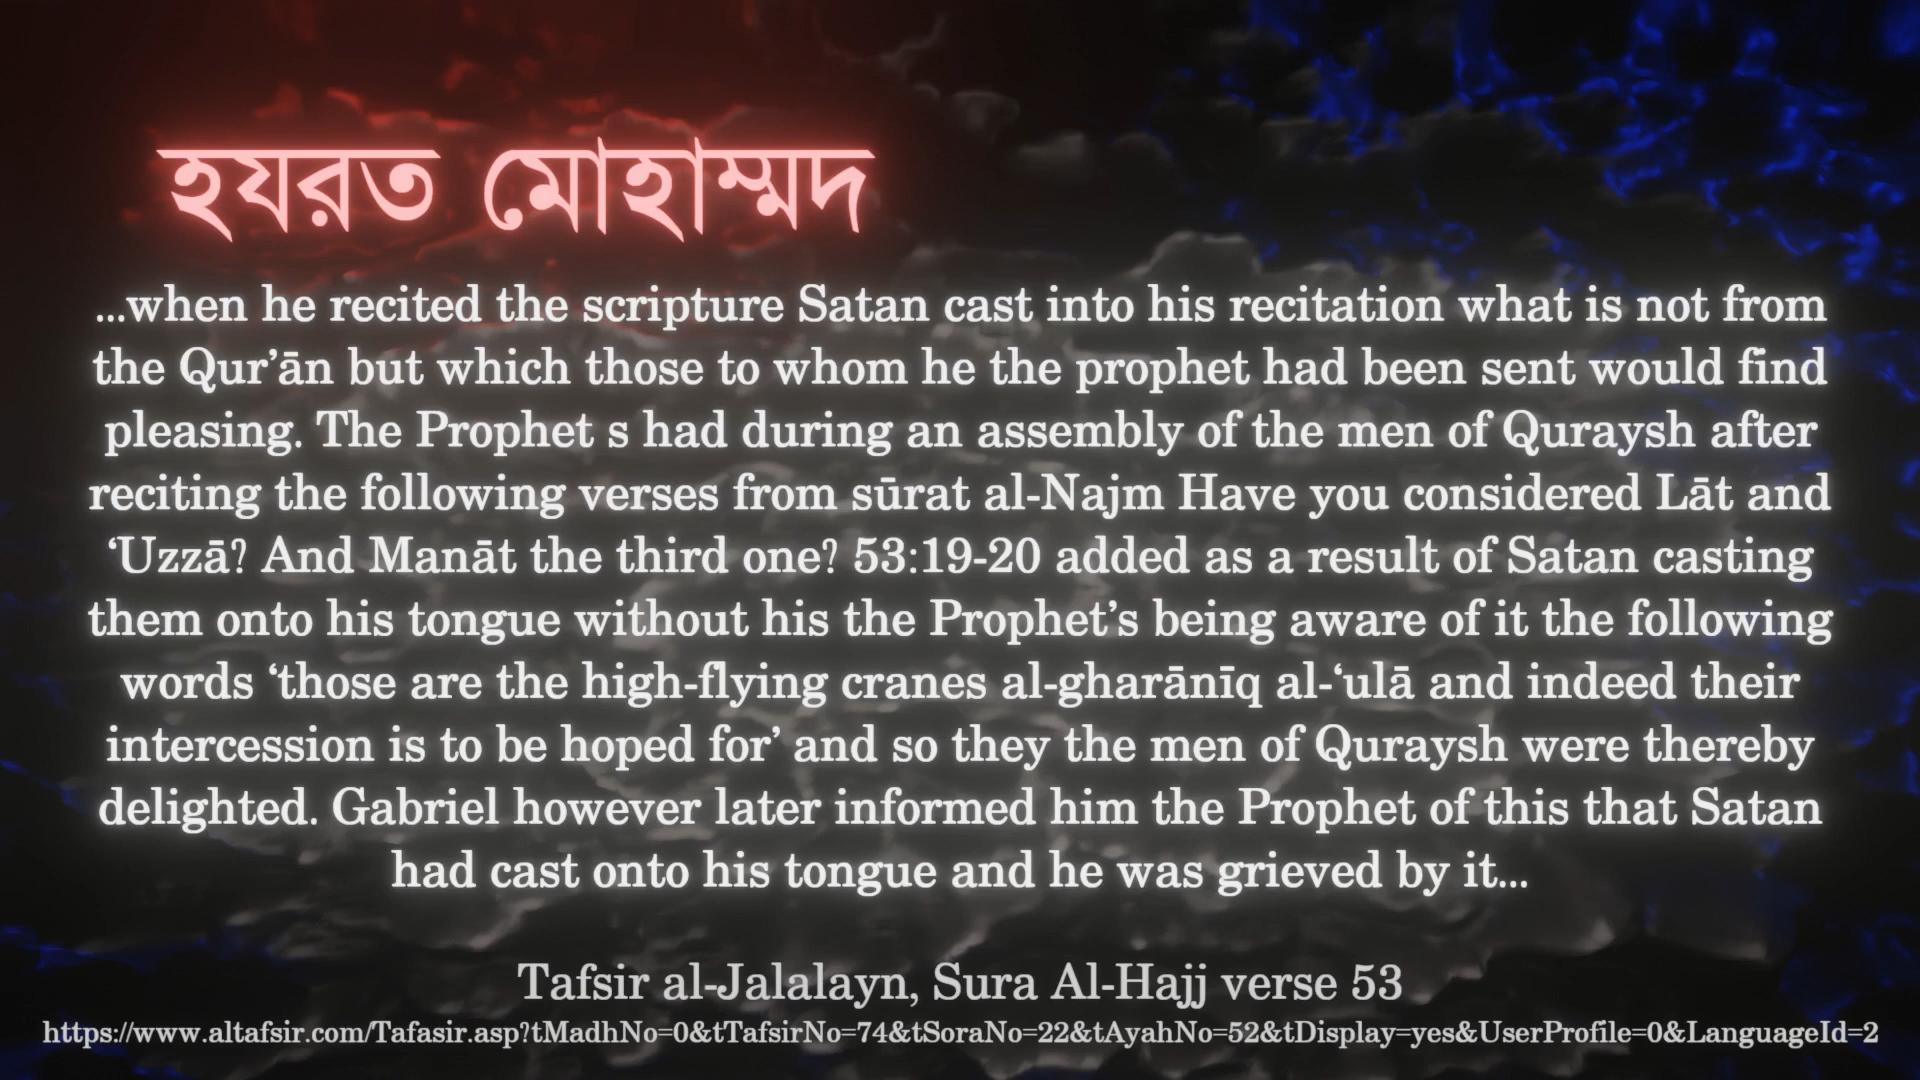 হযরত মোহাম্মদ
...when he recited the scripture Satan cast into his recitation what is not from
the Qur’ān but which those to whom he the prophet had been sent would find
pleasing. The Prophet s had during an assembly of the men of Quraysh after
reciting the following verses from sūrat al-Najm Have you considered Lāt and
‘Uzzā? And Manāt the third one? 53:19-20 added as a result of Satan casting
them onto his tongue without his the Prophet’s being aware of it the following
words ‘those are the high-flying cranes al-gharānīq al-‘ulā and indeed their
intercession is to be hoped for’ and so they the men of Quraysh were thereby
delighted. Gabriel however later informed him the Prophet of this that Satan
had cast onto his tongue and he was grieved by it...
Tafsir al-Jalalayn, Sura Al-Hajj verse 53
https://www.altafsir.com/Tafasir.asp?tMadhNo=0&tTafsirNo=74&tSoraNo=22&tAyahNo=52&tDisplay=yes&UserProfile=0&LanguageId=2